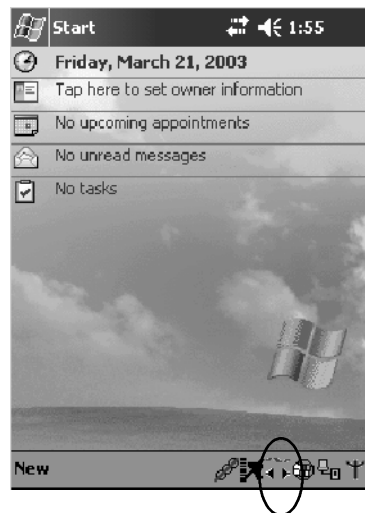 Start 1:55
Friday, March 21, 2003
Tap here to set owner information
No upcoming appointments
No unread messages
No tasks
New